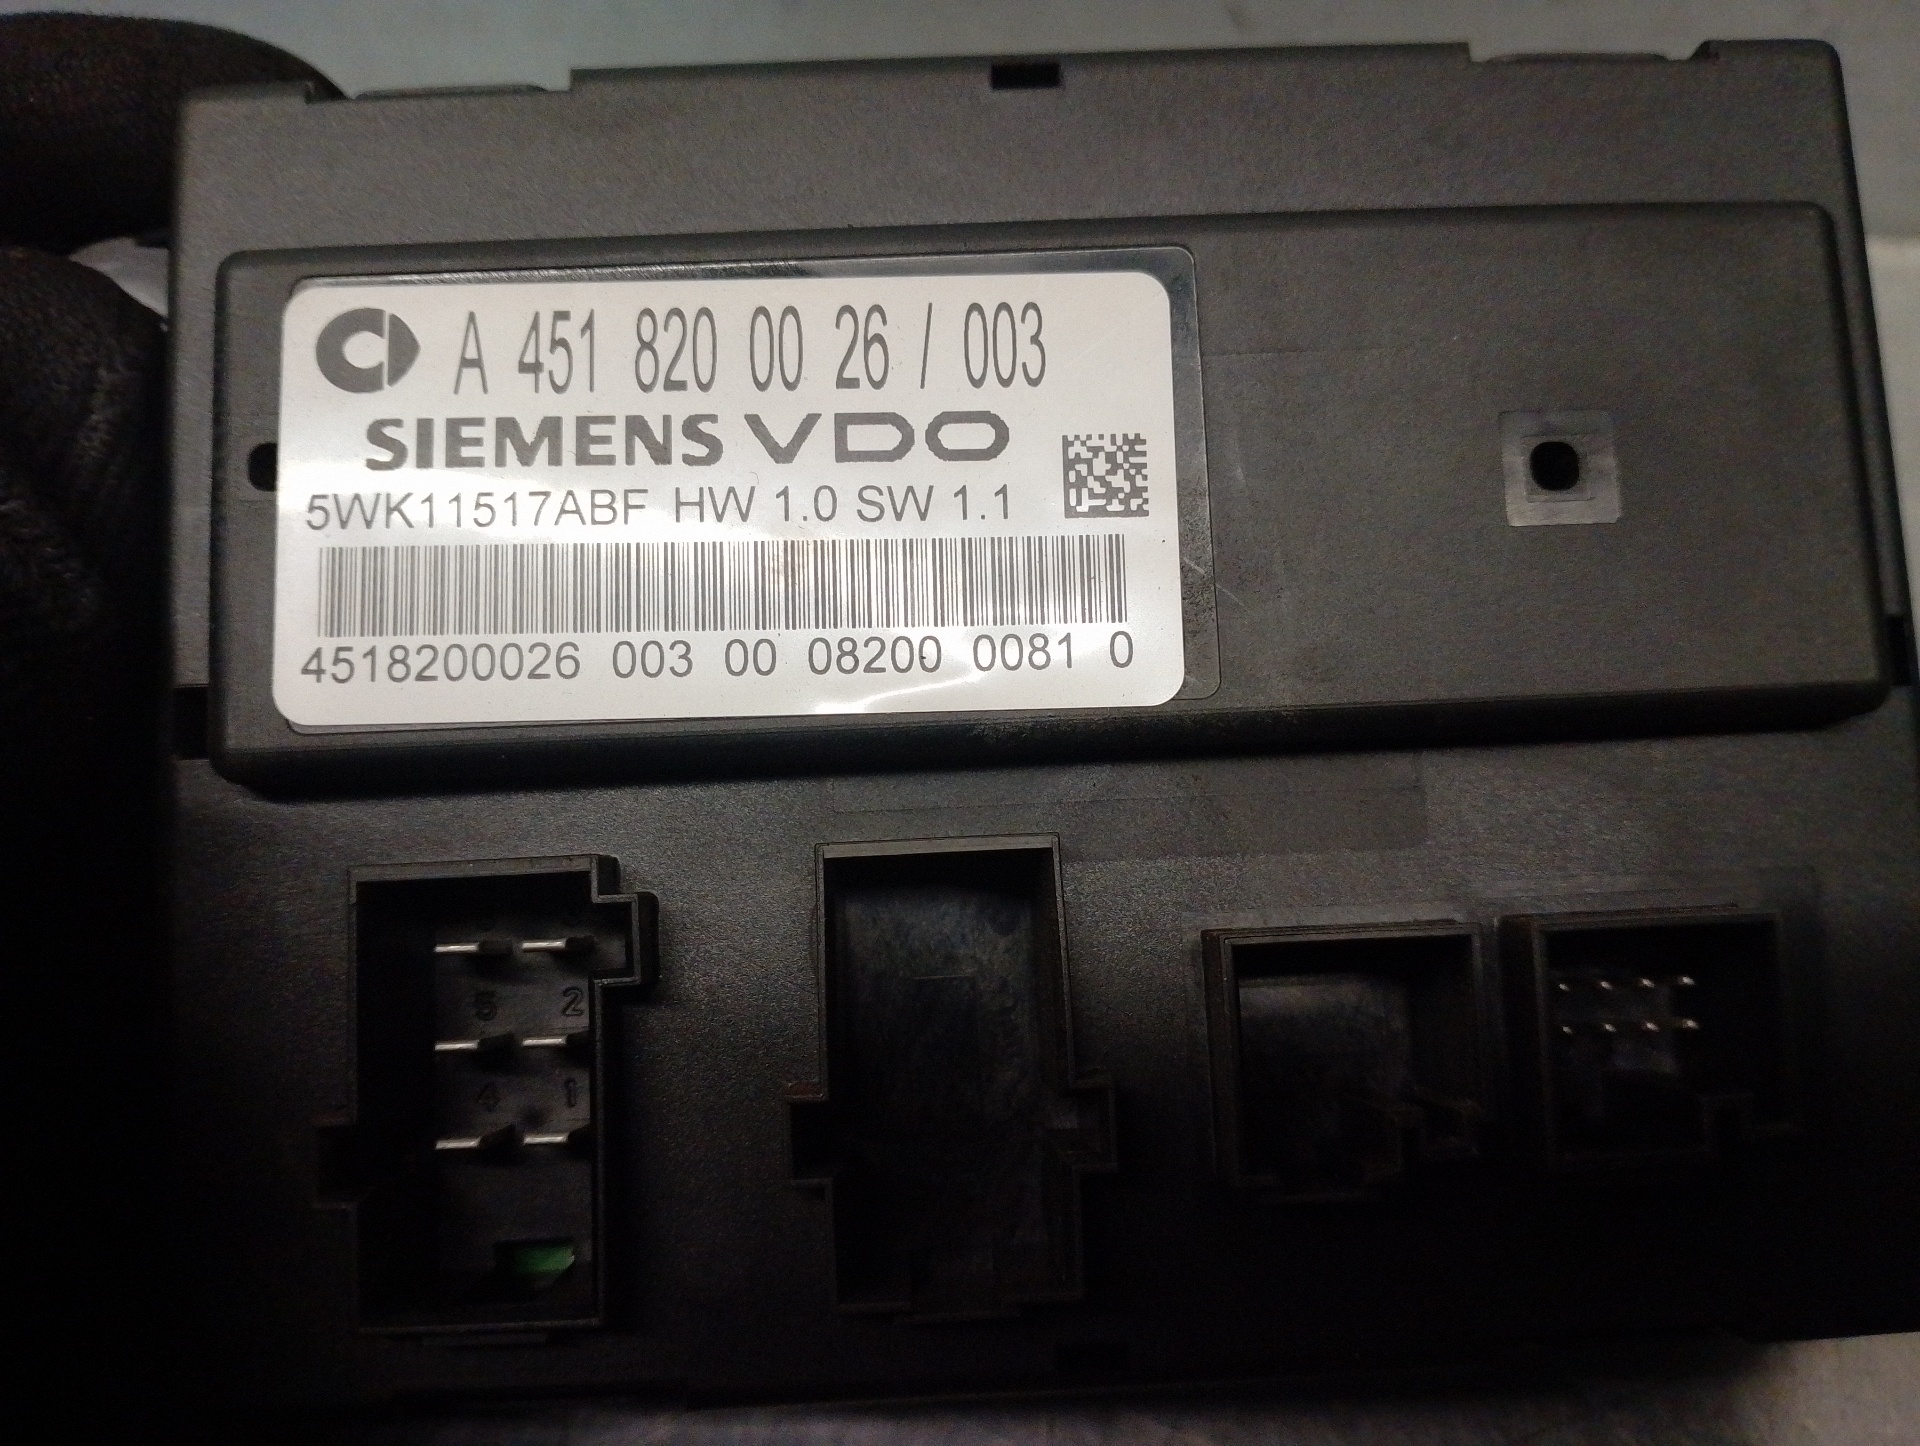 A 451 820 00 26 / 003
SIEMENS VDO
5WK11517ABF HW 1.0 SW 1.1
4518200026 003 00 08200 0081 0
5 2
4 1